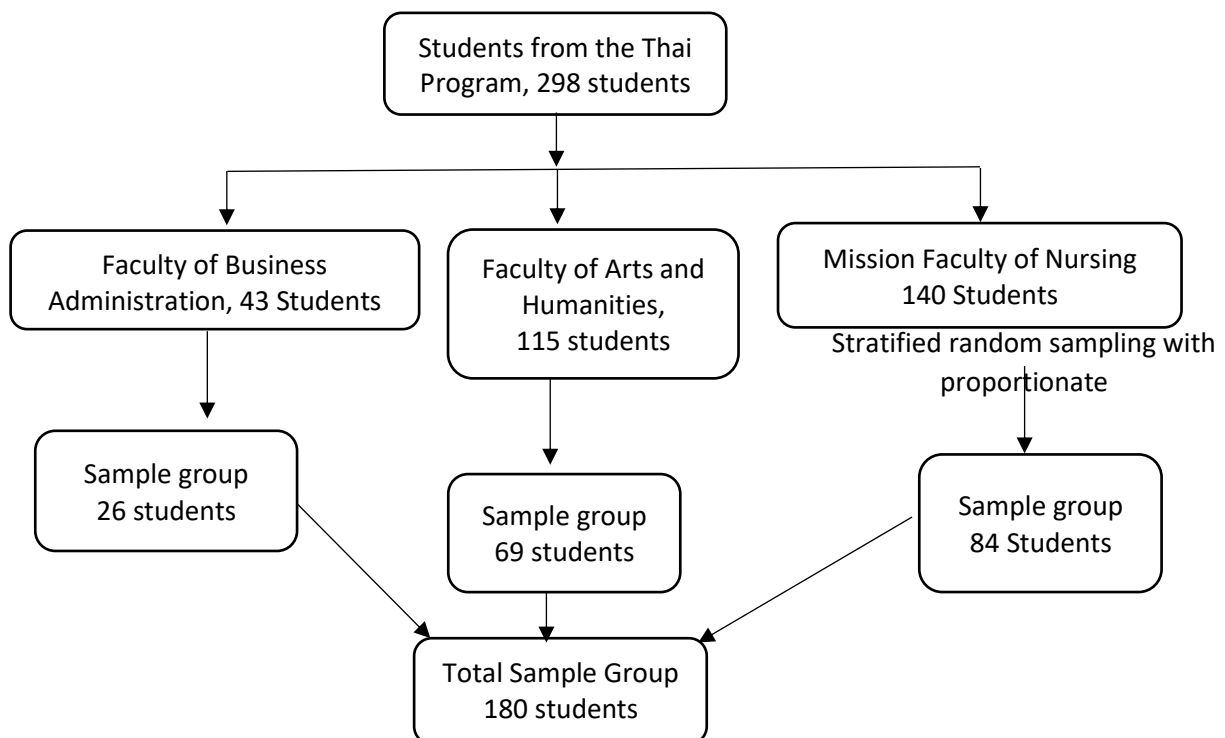 Students from the Thai
Program, 298 students
Faculty of Business
Administration, 43 Students
Faculty of Arts and
Humanities,
115 students
Mission Faculty of Nursing
140 Students
Stratified random sampling with
proportionate
Sample group
26 students
Sample group
69 students
Sample group
84 Students
Total Sample Group
180 students